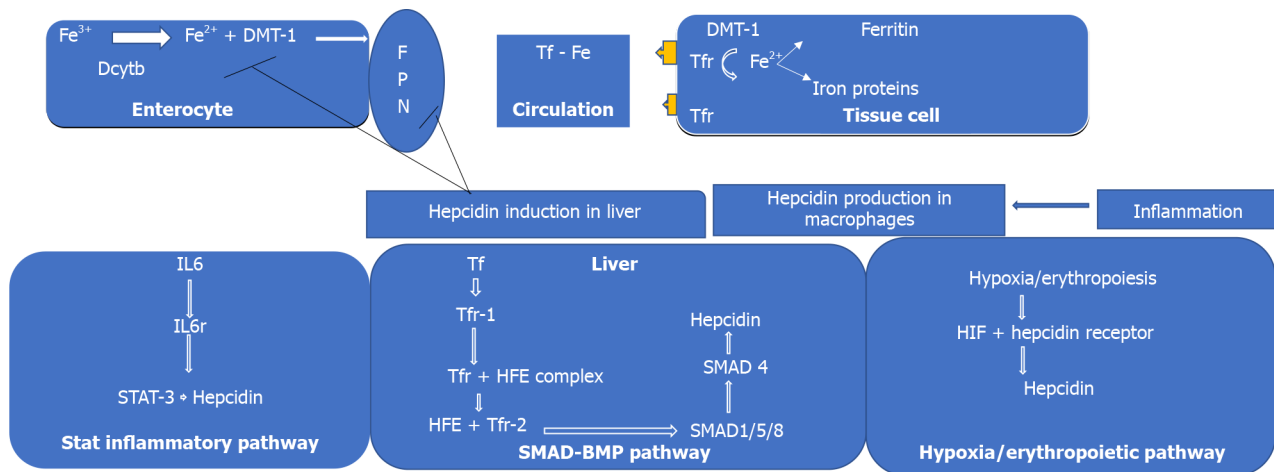 Fe³⁺
Fe²⁺ + DMT-1
Dcytb
Enterocyte
F
P
N
Tf - Fe
Circulation
DMT-1
Ferritin
Tfr
Fe²⁺
Iron proteins
Tfr
Tissue cell
Hepcidin induction in liver
Hepcidin production in
macrophages
Inflammation
IL6
IL6r
STAT-3
Hepcidin
Stat inflammatory pathway
Liver
Tf
Tfr-1
Tfr + HFE complex
HFE + Tfr-2
SMAD1/5/8
SMAD 4
Hepcidin
SMAD-BMP pathway
Hypoxia/erythropoiesis
HIF + hepcidin receptor
Hepcidin
Hypoxia/erythropoietic pathway